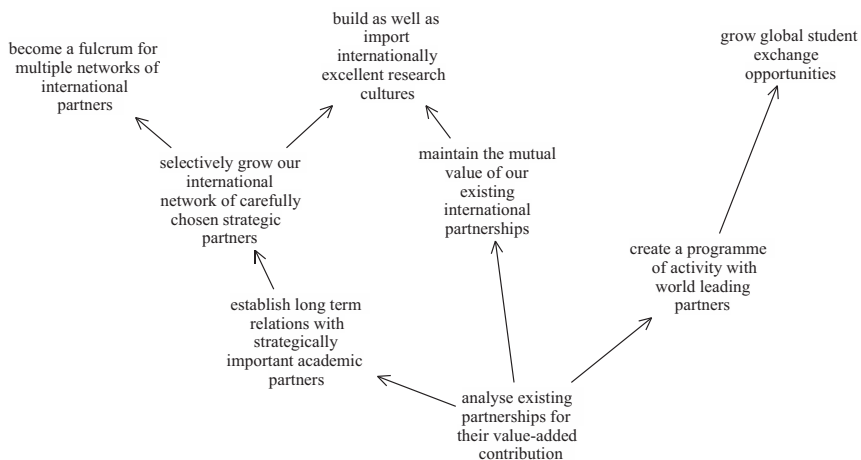 become a fulcrum for
multiple networks of
international
partners
build as well as
import
internationally
excellent research
cultures
grow global student
exchange
opportunities
selectively grow our
international
network of carefully
chosen strategic
partners
maintain the mutual
value of our
existing
international
partnerships
create a programme
of activity with
world leading
partners
establish long term
relations with
strategically
important academic
partners
analyse existing
partnerships for
their value-added
contribution